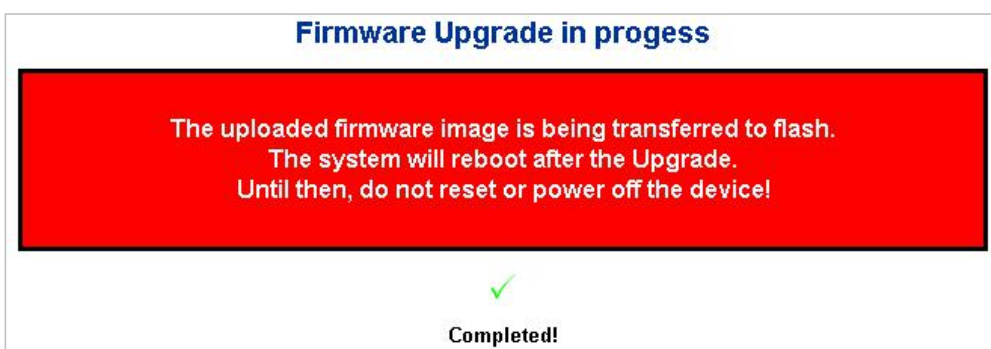 Firmware Upgrade in progess
The uploaded firmware image is being transferred to flash.
The system will reboot after the Upgrade.
Until then, do not reset or power off the device!
Completed!